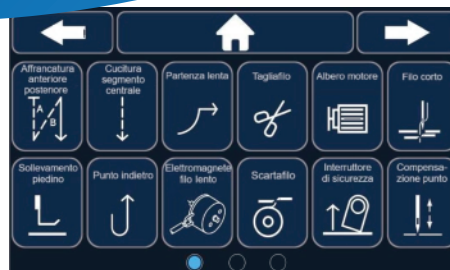 Affrancatura
anteriore
postenore
A
B
Cucitura
segmento
centrale
Partenza lenta
Tagliafilo
Albero motore
Filo corto
Sollevamento
piedino
Punto indietro
Elettromagnete
filo lento
Scartafilo
Interruttore
di sicurezza
Compensa-
zione punto